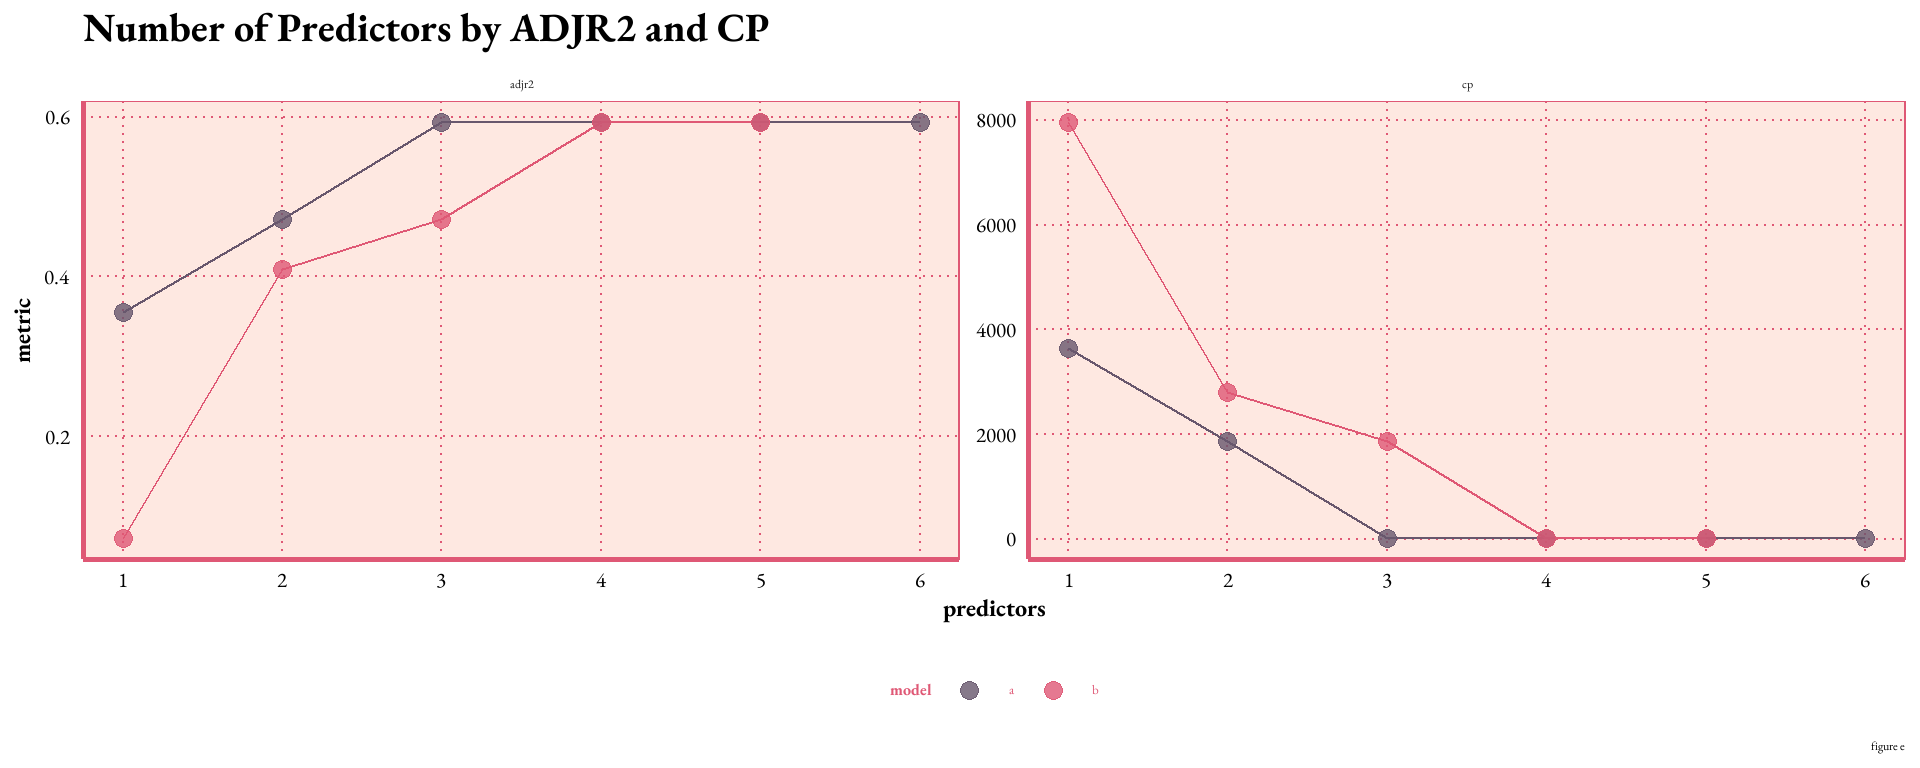 Number of Predictors by ADJR2 and CP
adjr2
cp
metric
0.6
0.4
0.2
1 2 3 4 5 6
8000
6000
4000
2000
0
1 2 3 4 5 6
predictors
model a b
figure e